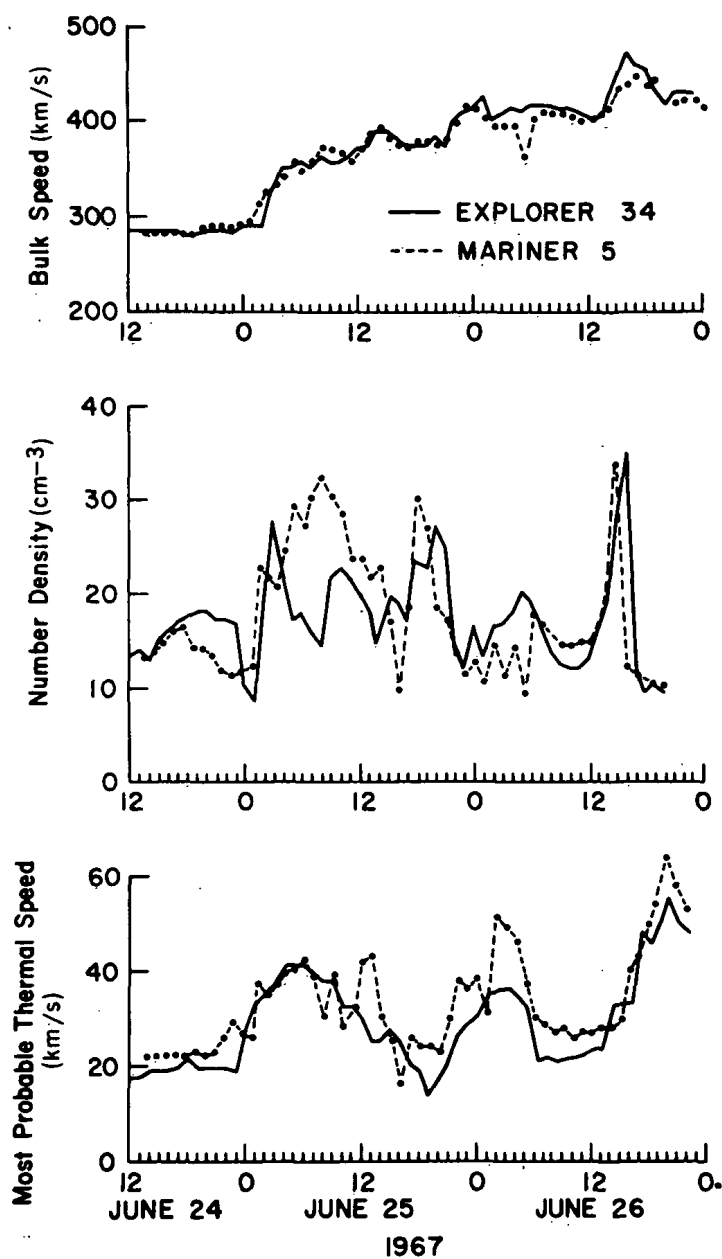 500
400
300
200
Bulk Speed (km/s)
EXPLORER 34
MARINER 5
12 0 12 0 12 0
40
30
20
10
0
Number Density (cm-3)
12 0 12 0 12 0
60
40
20
0
Most Probable Thermal Speed
(km/s)
12 0 12 0 12 0.
JUNE 24 JUNE 25 JUNE 26
1967